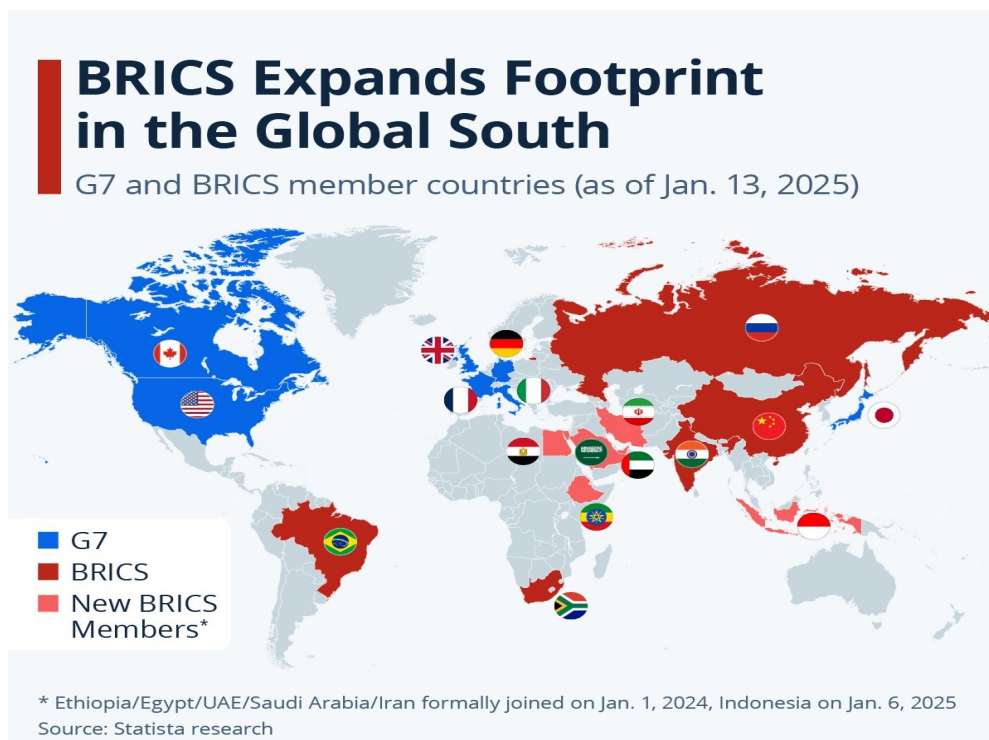 BRICS Expands Footprint
in the Global South
G7 and BRICS member countries (as of Jan. 13, 2025)
G7
BRICS
New BRICS
Members*
* Ethiopia/Egypt/UAE/Saudi Arabia/Iran formally joined on Jan. 1, 2024, Indonesia on Jan. 6, 2025
Source: Statista research